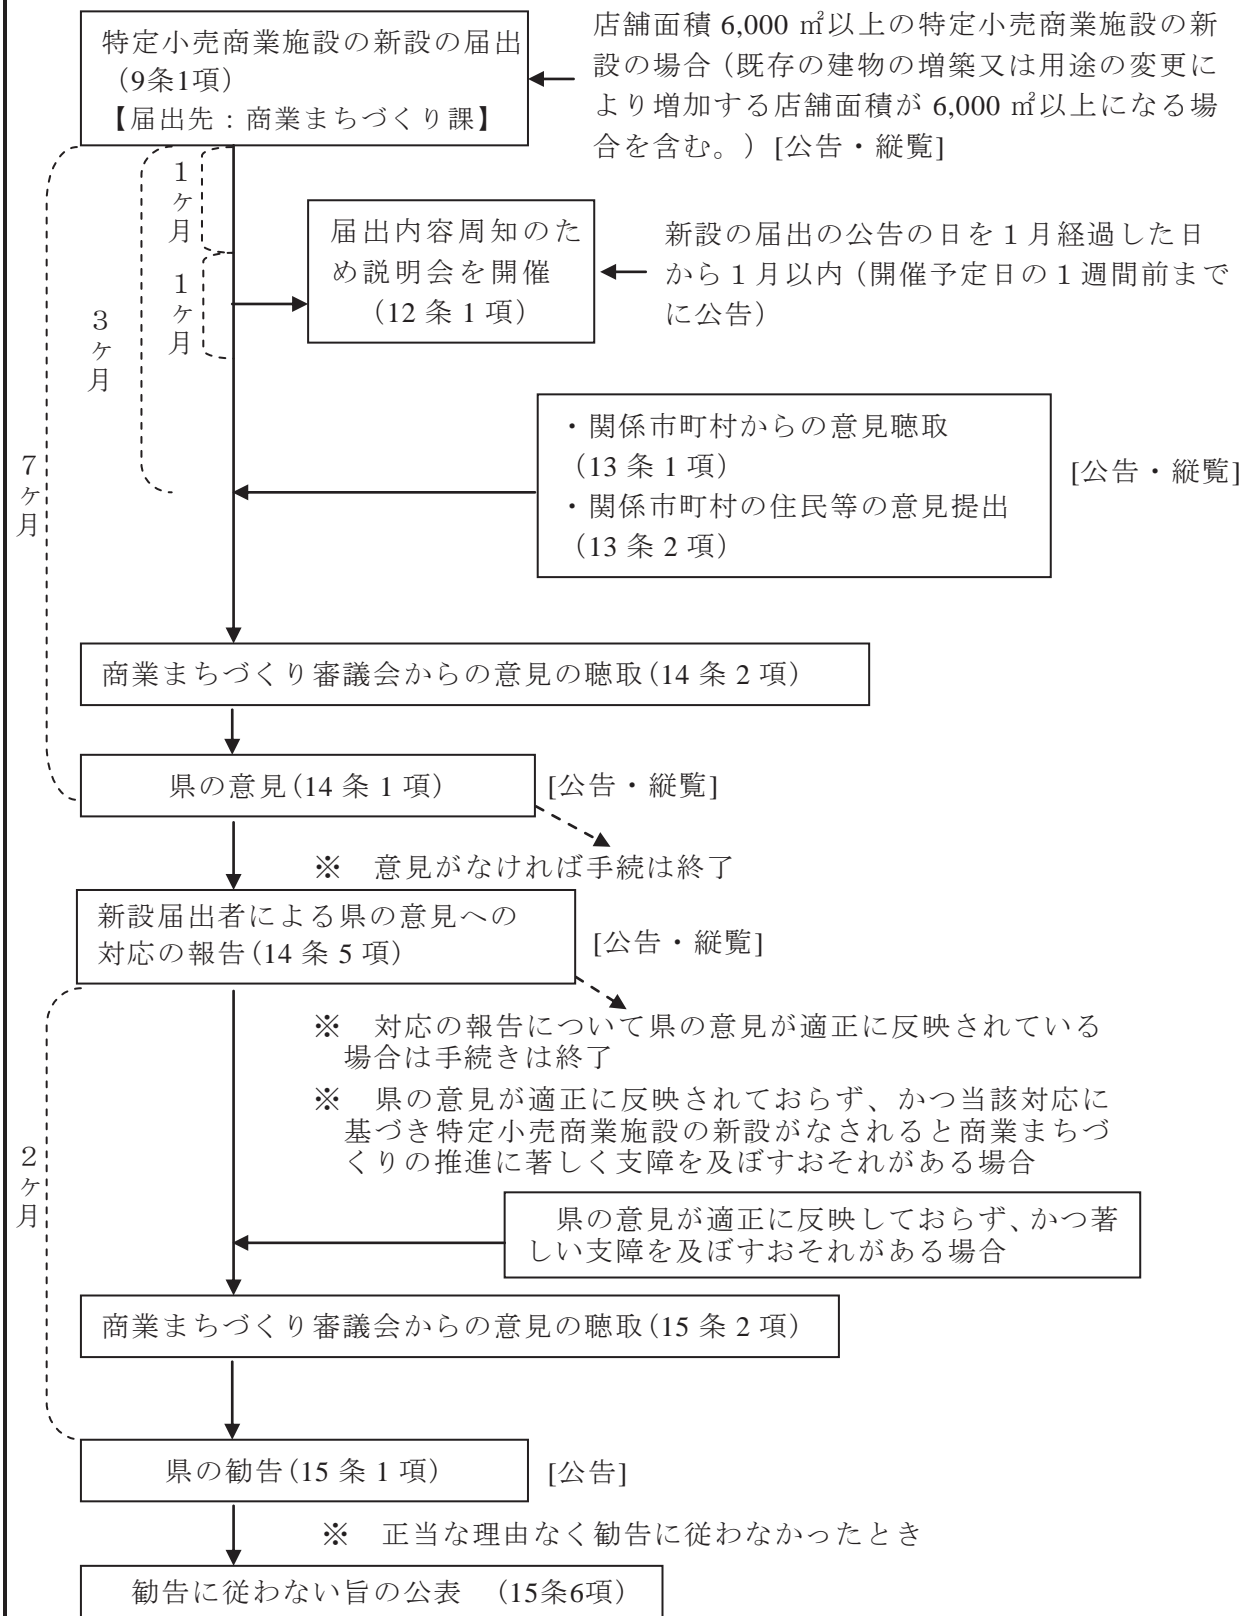 特定小売商業施設の新設の届出
（9条1項）
【届出先：商業まちづくり課】
店舗面積 6,000 ㎡以上の特定小売商業施設の新
設の場合（既存の建物の増築又は用途の変更に
より増加する店舗面積が 6,000 ㎡以上になる場
合を含む。）[公告・縦覧]
１ヶ月
１ヶ月
３ヶ月
７ヶ月
届出内容周知のた
め説明会を開催
（12 条 1 項）
新設の届出の公告の日を１月経過した日
から１月以内（開催予定日の１週間前まで
に公告）
・関係市町村からの意見聴取
（13 条 1 項）
・関係市町村の住民等の意見提出
（13 条 2 項）
[公告・縦覧]
商業まちづくり審議会からの意見の聴取（14 条 2 項）
県の意見（14 条 1 項）
[公告・縦覧]
※　意見がなければ手続は終了
新設届出者による県の意見への
対応の報告（14 条 5 項）
[公告・縦覧]
※　対応の報告について県の意見が適正に反映されている
場合は手続きは終了
※　県の意見が適正に反映されておらず、かつ当該対応に
基づき特定小売商業施設の新設がなされると商業まちづ
くりの推進に著しく支障を及ぼすおそれがある場合
２ヶ月
県の意見が適正に反映しておらず、かつ著
しい支障を及ぼすおそれがある場合
商業まちづくり審議会からの意見の聴取（15 条 2 項）
県の勧告（15 条 1 項）
[公告]
※　正当な理由なく勧告に従わなかったとき
勧告に従わない旨の公表　（15条6項）